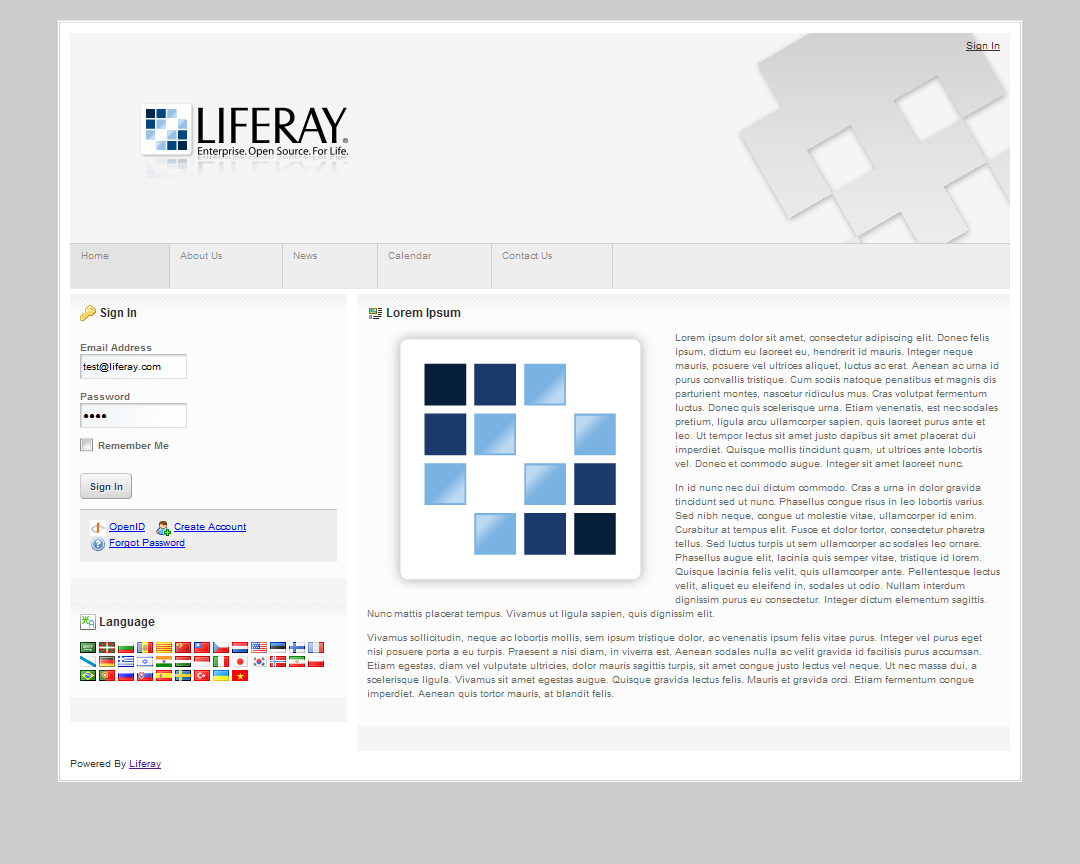 Sign In
LIFERAY®
Enterprise. Open Source. For Life.
Home
About Us
News
Calendar
Contact Us
Sign In
Email Address
test@liferay.com
Password
Remember Me
Sign In
OpenID
Create Account
Forgot Password
Language
Lorem Ipsum
Lorem ipsum dolor sit amet, consectetur adipiscing elit. Donec felis
ipsum, dictum eu laoreet eu, hendrerit id mauris. Integer neque
mauris, posuere vel ultrices aliquet, luctus ac erat. Aenean ac urna id
purus convallis tristique. Cum sociis natoque penatibus et magnis dis
parturient montes, nascetur ridiculus mus. Cras volutpat fermentum
luctus. Donec quis scelerisque urna. Etiam venenatis, est nec sodales
pretium, ligula arcu ullamcorper sapien, quis laoreet purus ante et
leo. Ut tempor lectus sit amet justo dapibus sit amet placerat dui
imperdiet. Quisque mollis tincidunt quam, ut ultrices ante lobortis
vel. Donec et commodo augue. Integer sit amet laoreet nunc.
In id nunc nec dui dictum commodo. Cras a urna in dolor gravida
tincidunt sed ut nunc. Phasellus congue risus in leo lobortis varius.
Sed nibh neque, congue ut molestie vitae, ullamcorper id enim.
Curabitur at tempus elit. Fusce et dolor tortor, consectetur pharetra
tellus. Sed luctus turpis ut sem ullamcorper ac sodales leo ornare.
Phasellus augue elit, lacinia quis semper vitae, tristique id lorem.
Quisque lacinia felis velit, quis ullamcorper ante. Pellentesque lectus
velit, aliquet eu eleifend in, sodales ut odio. Nullam interdum
dignissim purus eu consectetur. Integer dictum elementum sagittis.
Nunc mattis placerat tempus. Vivamus ut ligula sapien, quis dignissim elit.
Vivamus sollicitudin, neque ac lobortis mollis, sem ipsum tristique dolor, ac venenatis ipsum felis vitae purus. Integer vel purus eget
nisi posuere porta a eu turpis. Praesent a nisi diam, in viverra est. Aenean sodales nulla ac velit gravida id facilisis purus accumsan.
Etiam egestas, diam vel vulputate ultricies, dolor mauris sagittis turpis, sit amet congue justo lectus vel neque. Ut nec massa dui, a
scelerisque ligula. Vivamus sit amet egestas augue. Quisque gravida lectus felis. Mauris et gravida orci. Etiam fermentum congue
imperdiet. Aenean quis tortor mauris, at blandit felis.
Powered By Liferay